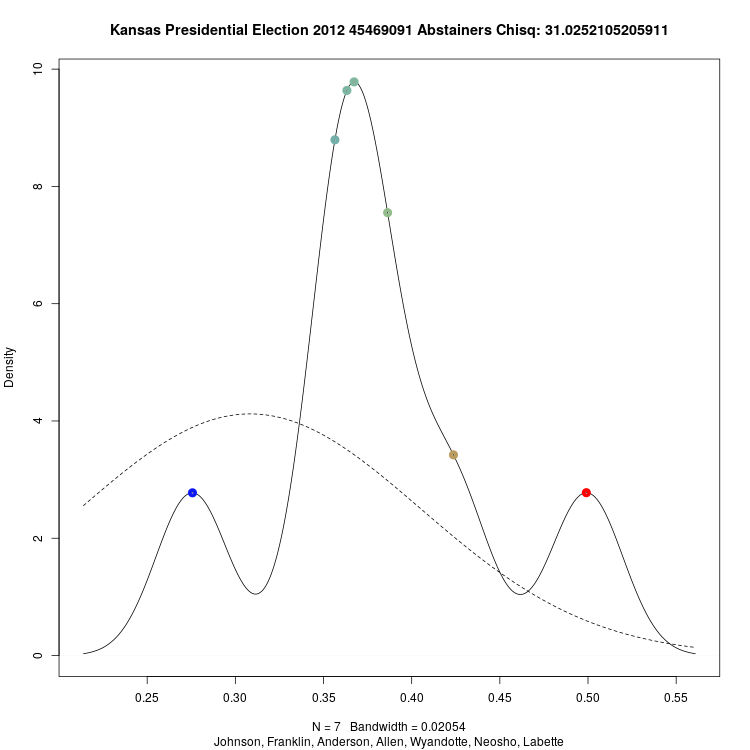 Kansas Presidential Election 2012 45469091 Abstainers Chisq: 31.0252105205911
10
8
6
4
2
0
Density
0.25 0.30 0.35 0.40 0.45 0.50 0.55
N = 7 Bandwidth = 0.02054
Johnson, Franklin, Anderson, Allen, Wyandotte, Neosho, Labette